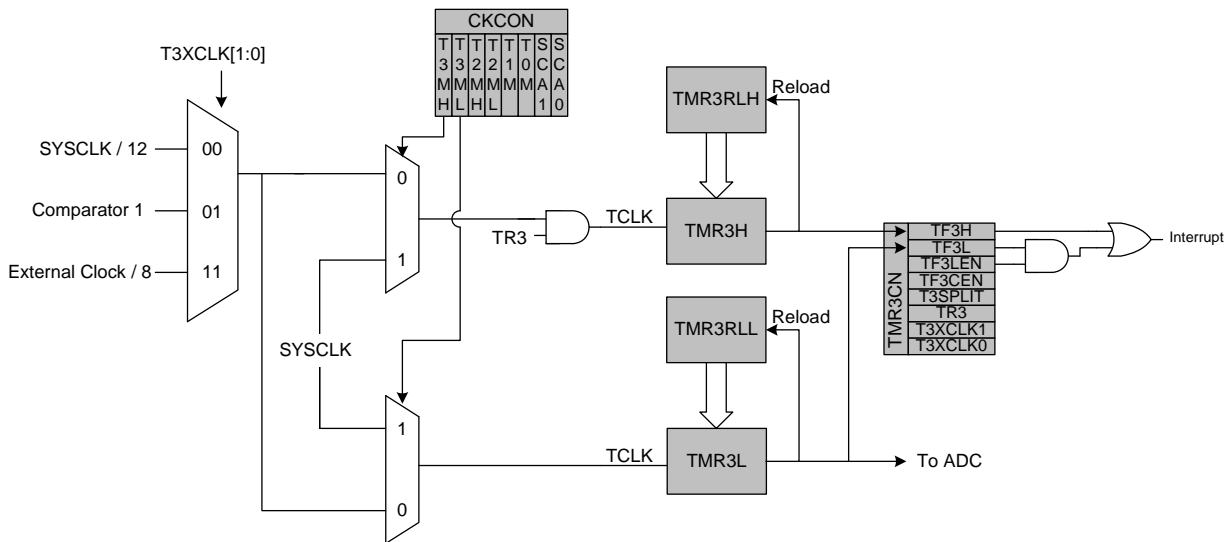 CKCON
T3MH
T3ML
T2MH
T2ML
T1M
T0M
SCA1
SCA0
T3XCLK[1:0]
SYSCLK / 12
00
Comparator 1
01
External Clock / 8
11
0
1
TR3
TCLK
TMR3RLH
Reload
TMR3H
TMR3CN
TF3H
TF3L
TF3LEN
TF3CEN
T3SPLIT
TR3
T3XCLK1
T3XCLK0
Interrupt
SYSCLK
1
0
TCLK
TMR3RLL
Reload
TMR3L
To ADC